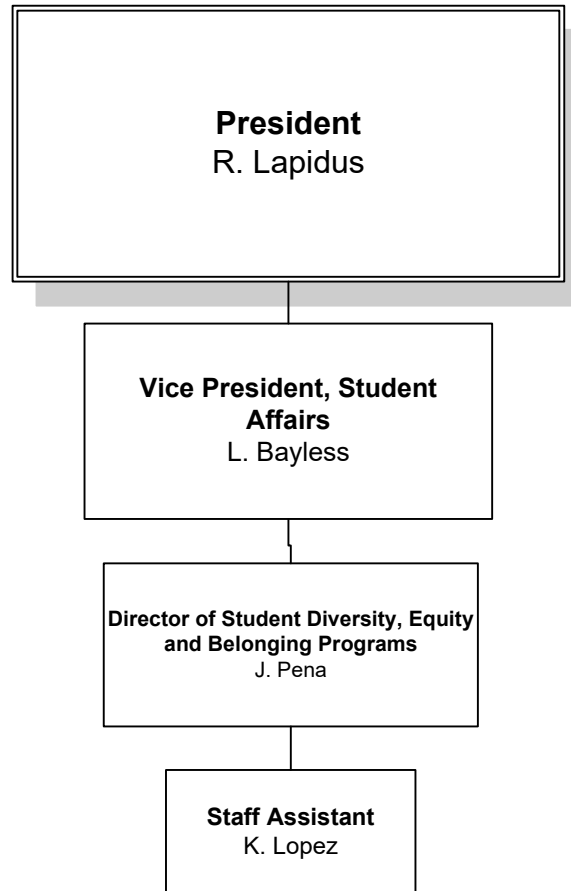 President
R. Lapidus
Vice President, Student
Affairs
L. Bayless
Director of Student Diversity, Equity
and Belonging Programs
J. Pena
Staff Assistant
K. Lopez